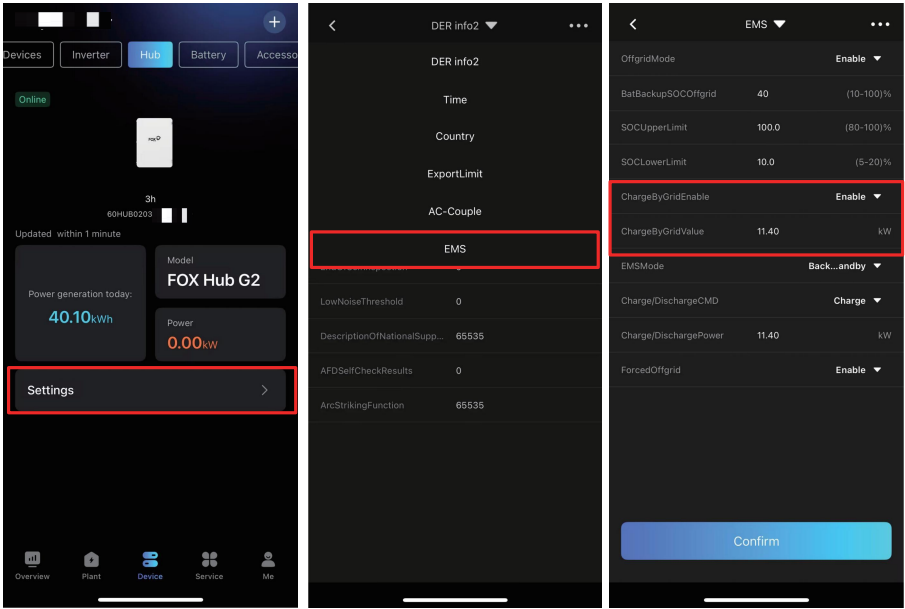 Devices Inverter Hub Battery Accesso
Online
FOX
3h
60HUB0203
Updated within 1 minute
Power generation today:
40.10kWh
Model
FOX Hub G2
Power
0.00kW
Settings
Overview Plant Device Service Me
DER info2
DER info2
Time
Country
ExportLimit
AC-Couple
EMS
LowNoiseThreshold 0
DescriptionOfNationalSupp... 65535
AFDSelfCheckResults 0
ArcStrikingFunction 65535
EMS
OffgridMode Enable
BatBackupSOCOffgrid 40 (10-100)%
SOCUpperLimit 100.0 (80-100)%
SOCLowerLimit 10.0 (5-20)%
ChargeByGridEnable Enable
ChargeByGridValue 11.40 kW
EMSMode Back...andby
Charge/DischargeCMD Charge
Charge/DischargePower 11.40 kW
ForcedOffgrid Enable
Confirm